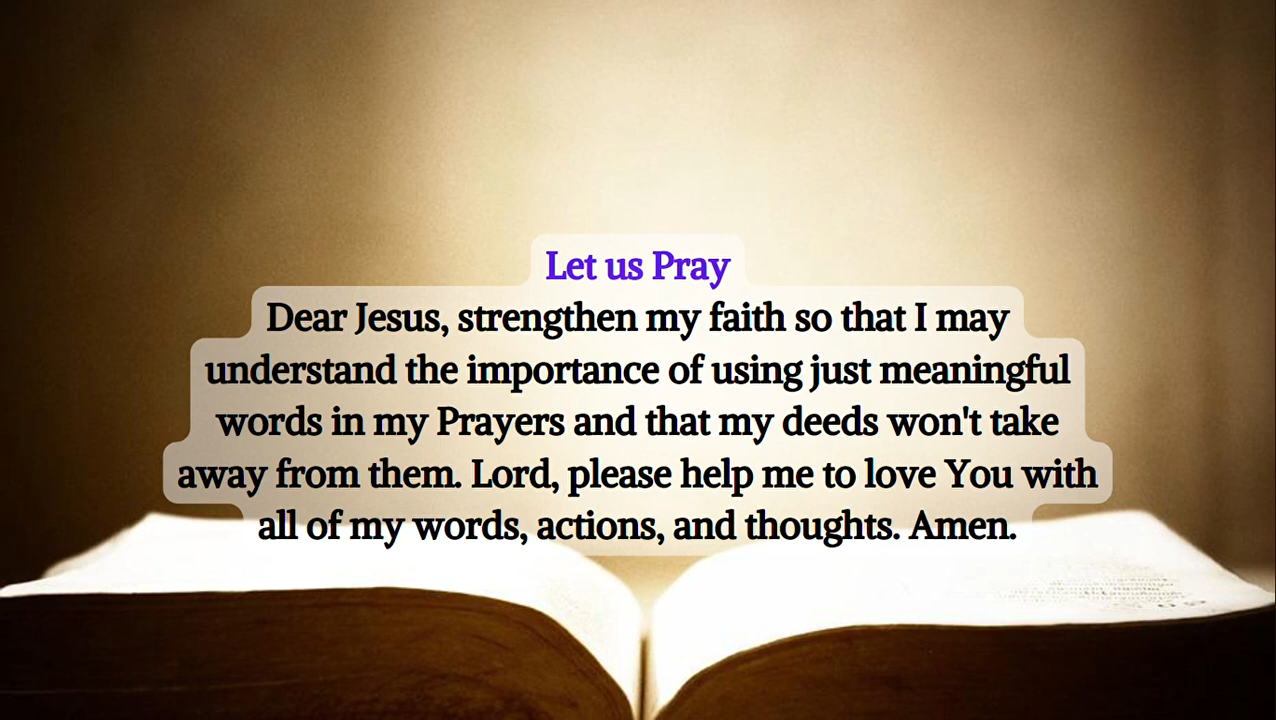 Let us Pray
Dear Jesus, strengthen my faith so that I may
understand the importance of using just meaningful
words in my Prayers and that my deeds won't take
away from them. Lord, please help me to love You with
all of my words, actions, and thoughts. Amen.